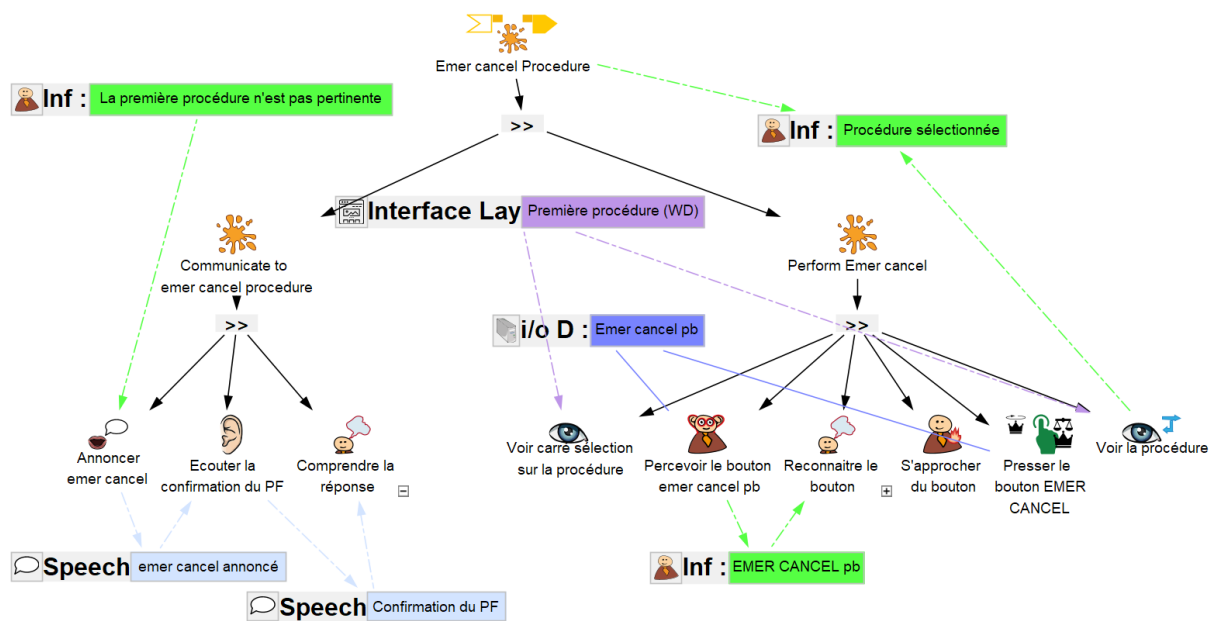 Emer cancel Procedure
>>
Inf : La première procédure n'est pas pertinente
Inf : Procédure sélectionnée
Interface Lay Première procédure (WD)
Communicate to
emer cancel procedure
>>
Perform Emer cancel
>>
i/o D : Emer cancel pb
Annoncer
emer cancel
Ecouter la
confirmation du PF
Comprendre la
réponse
Voir carré sélection
sur la procédure
Percevoir le bouton
emer cancel pb
Reconnaitre le
bouton
S'approcher
du bouton
Presser le
bouton EMER
CANCEL
Voir la procédure
Speech emer cancel annoncé
Speech Confirmation du PF
Inf : EMER CANCEL pb